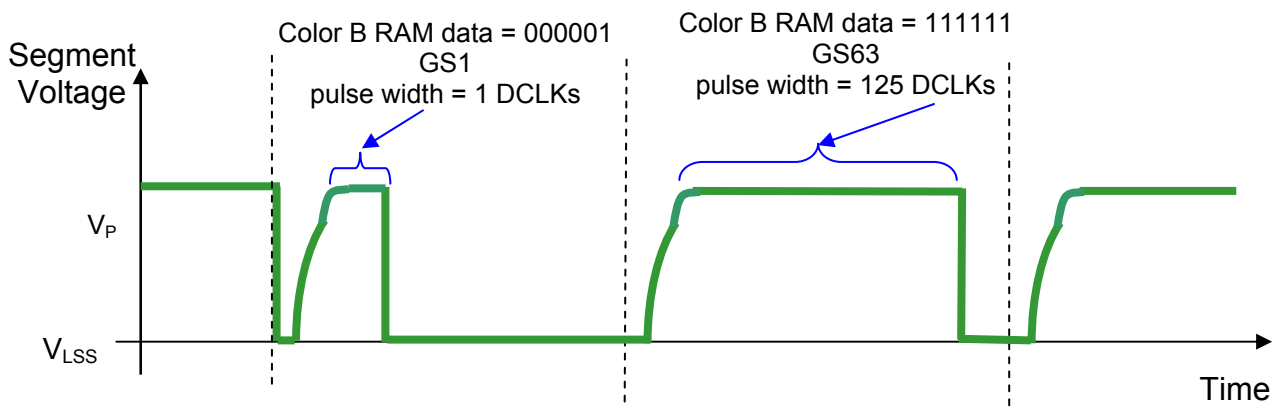 Color B RAM data = 000001
GS1
pulse width = 1 DCLKs
Color B RAM data = 111111
GS63
pulse width = 125 DCLKs
Segment
Voltage
VP
VLSS
Time